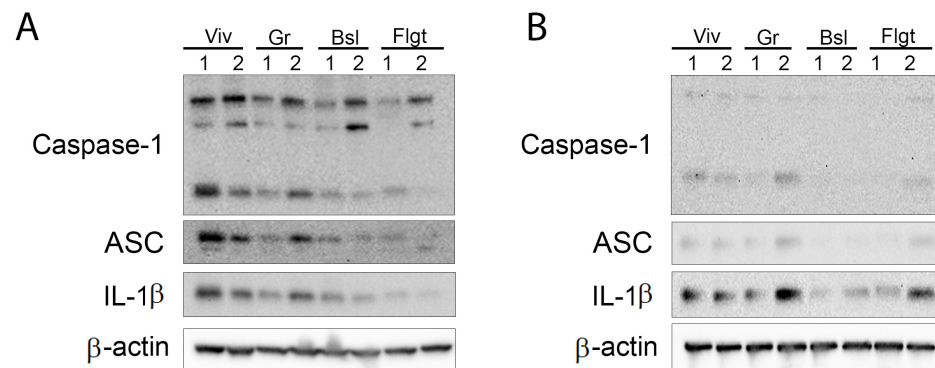 A
Viv Gr Bsl Flgt
1 2 1 2 1 2 1 2
Caspase-1
ASC
IL-1β
β-actin
B
Viv Gr Bsl Flgt
1 2 1 2 1 2 1 2
Caspase-1
ASC
IL-1β
β-actin